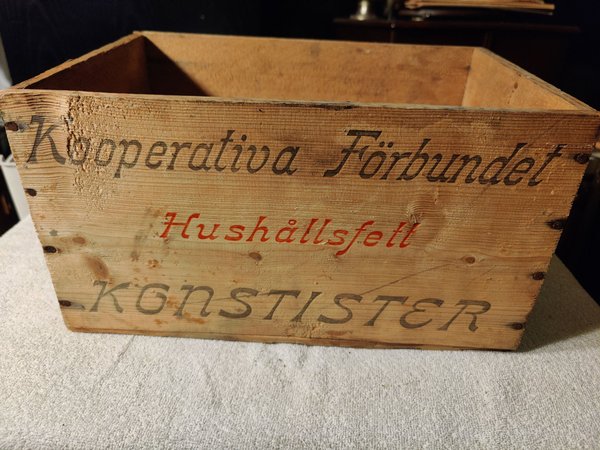 Kooperativa Förbundet
Hushållsfett
KONSTISTER